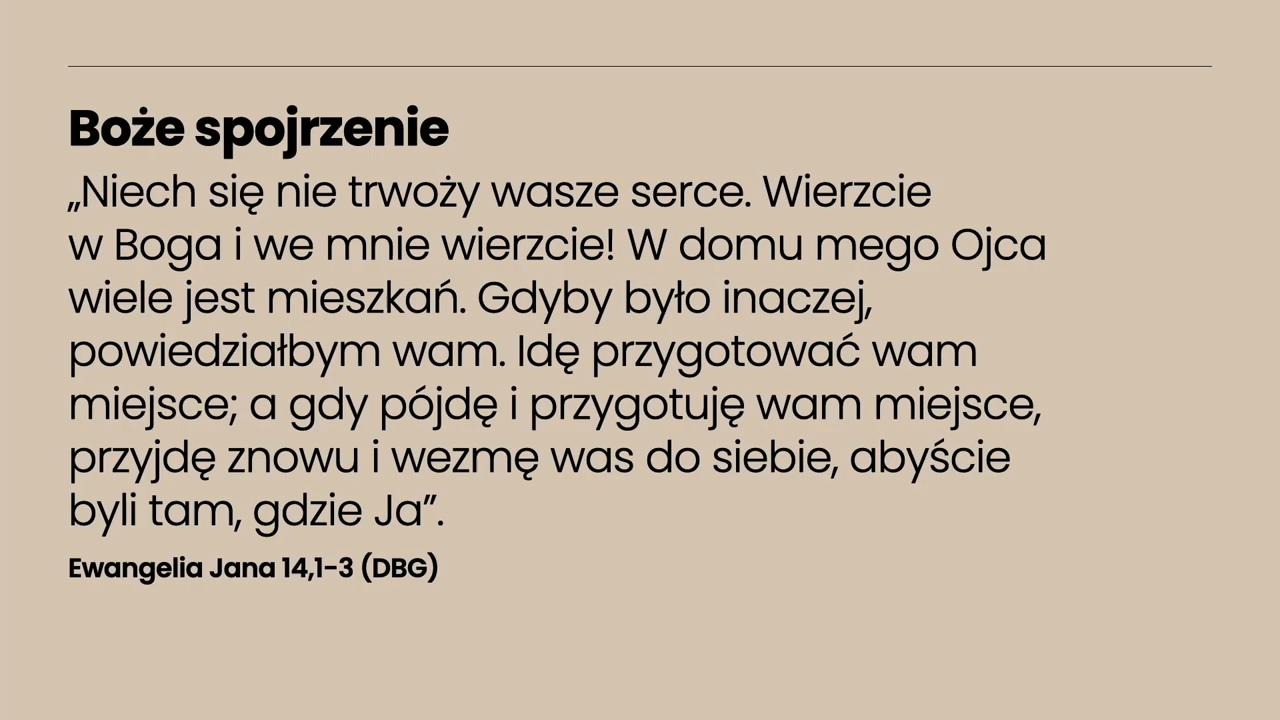 Boże spojrzenie
„Niech się nie trwoży wasze serce. Wierzcie
w Boga i we mnie wierzcie! W domu mego Ojca
wiele jest mieszkań. Gdyby było inaczej,
powiedziałbym wam. Idę przygotować wam
miejsce; a gdy pójdę i przygotuję wam miejsce,
przyjdę znowu i wezmę was do siebie, abyście
byli tam, gdzie Ja”.
Ewangelia Jana 14,1-3 (DBG)